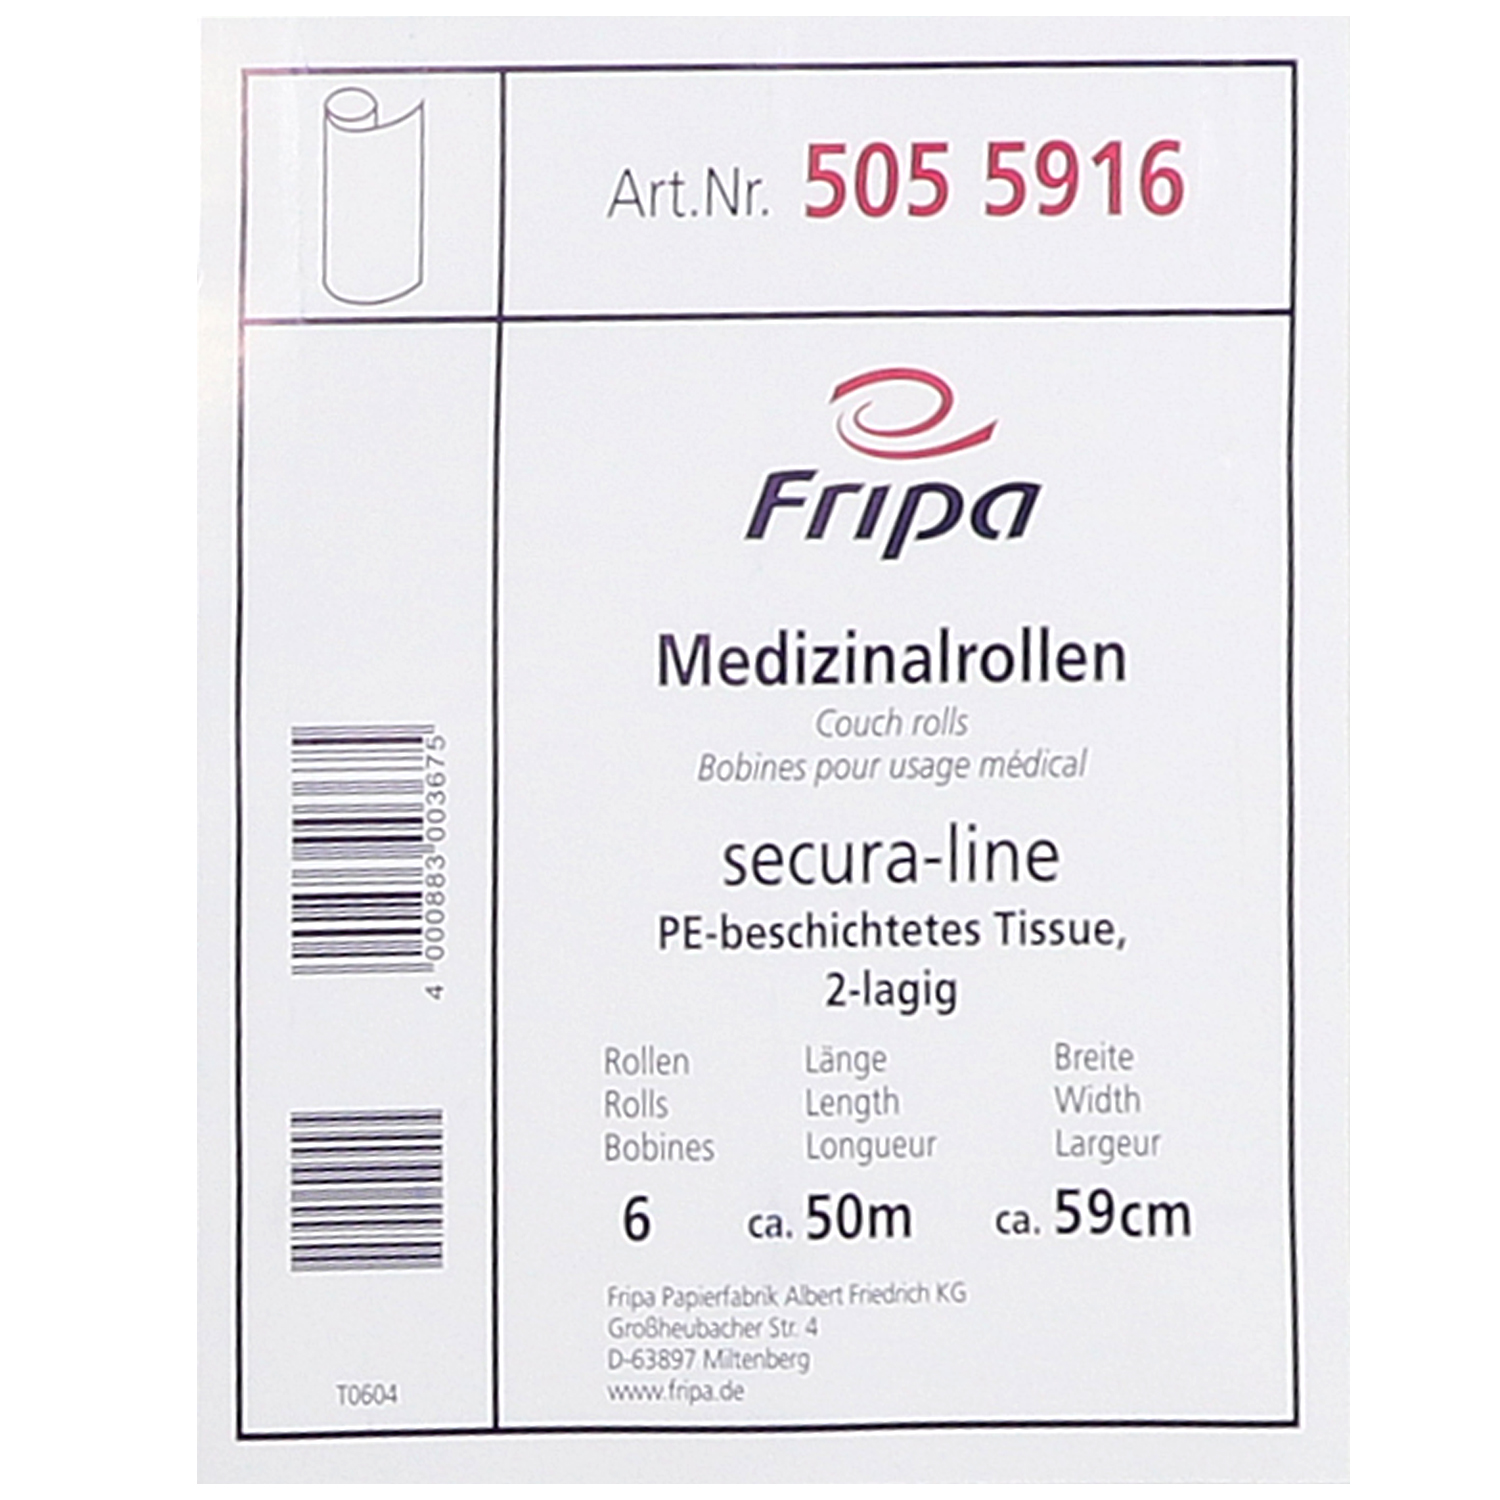 Art.Nr. 505 5916
Fripa
Medizinalrollen
Couch rolls
Bobines pour usage médical
secura-line
PE-beschichtetes Tissue,
2-lagig
Rollen Länge Breite
Rolls Length Width
Bobines Longueur Largeur
6 ca. 50m ca. 59cm
Fripa Papierfabrik Albert Friedrich KG
Großheubacher Str. 4
D-63897 Miltenberg
www.fripa.de
4 000883 003675
T0604